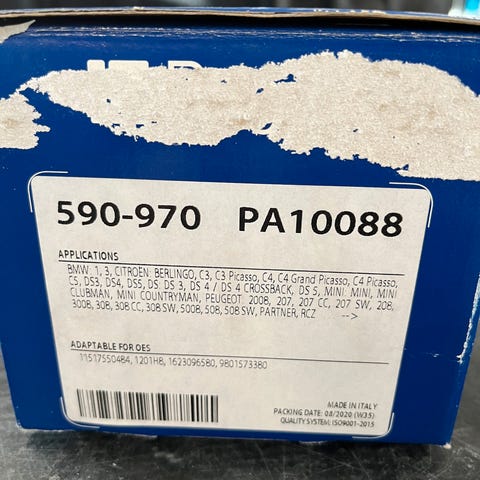 590-970 PA10088
APPLICATIONS
BMW: 1, 3, CITROËN: BERLINGO, C3, C3 Picasso, C4, C4 Grand Picasso, C4 Picasso,
C5, DS3, DS4, DS5, DS: DS 3, DS 4 / DS 4 CROSSBACK, DS 5, MINI: MINI, MINI
CLUBMAN, MINI COUNTRYMAN, PEUGEOT: 2008, 207, 207 CC, 207 SW, 208,
3008, 308, 308 CC, 308 SW, 5008, 508, 508 SW, PARTNER, RCZ -->
ADAPTABLE FOR OES
11517550484, 1201H8, 1623096580, 9801573380
MADE IN ITALY
PACKING DATE: 08/2020 (W35)
QUALITY SYSTEM: ISO9001-2015